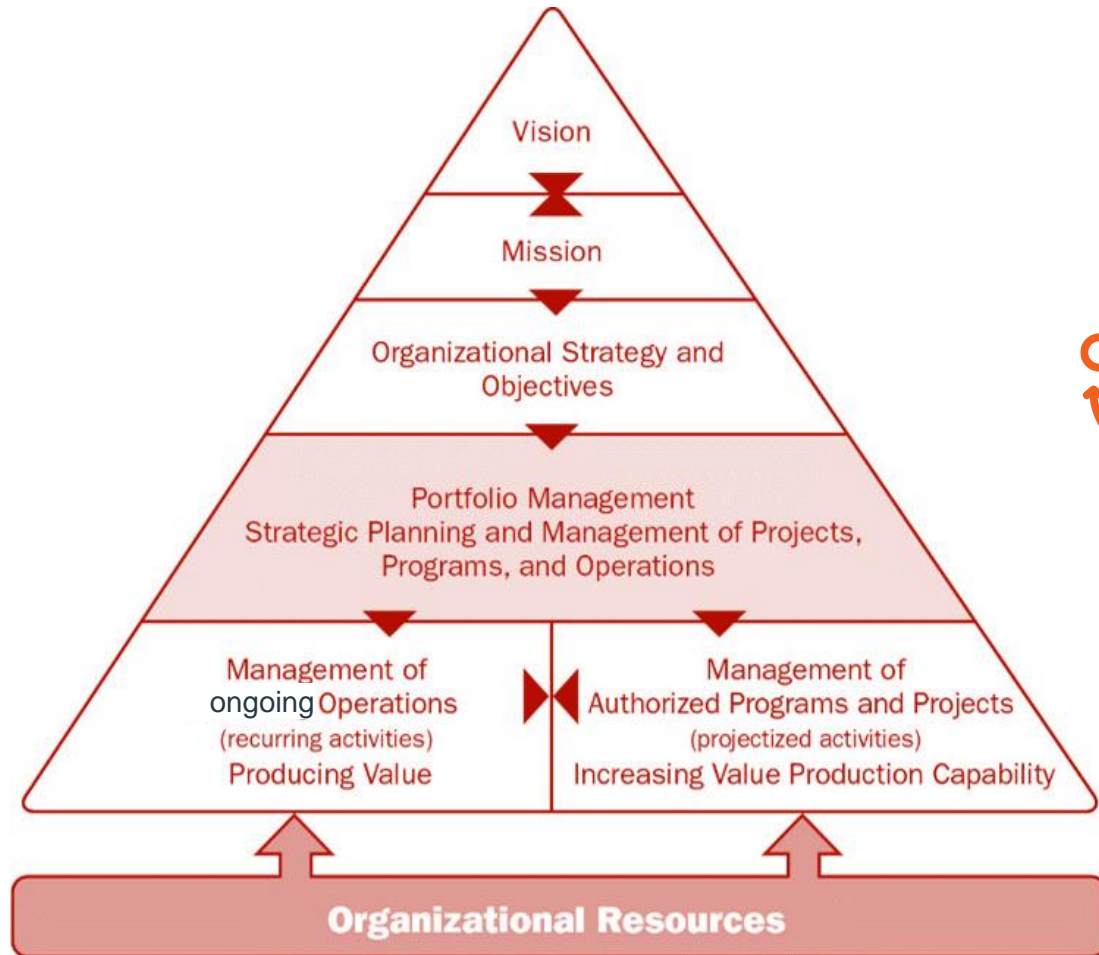 Vision
Mission
Organizational Strategy and
Objectives
Portfolio Management
Strategic Planning and Management of Projects,
Programs, and Operations
Management of
ongoing Operations
(recurring activities)
Producing Value
Management of
Authorized Programs and Projects
(projectized activities)
Increasing Value Production Capability
Organizational Resources